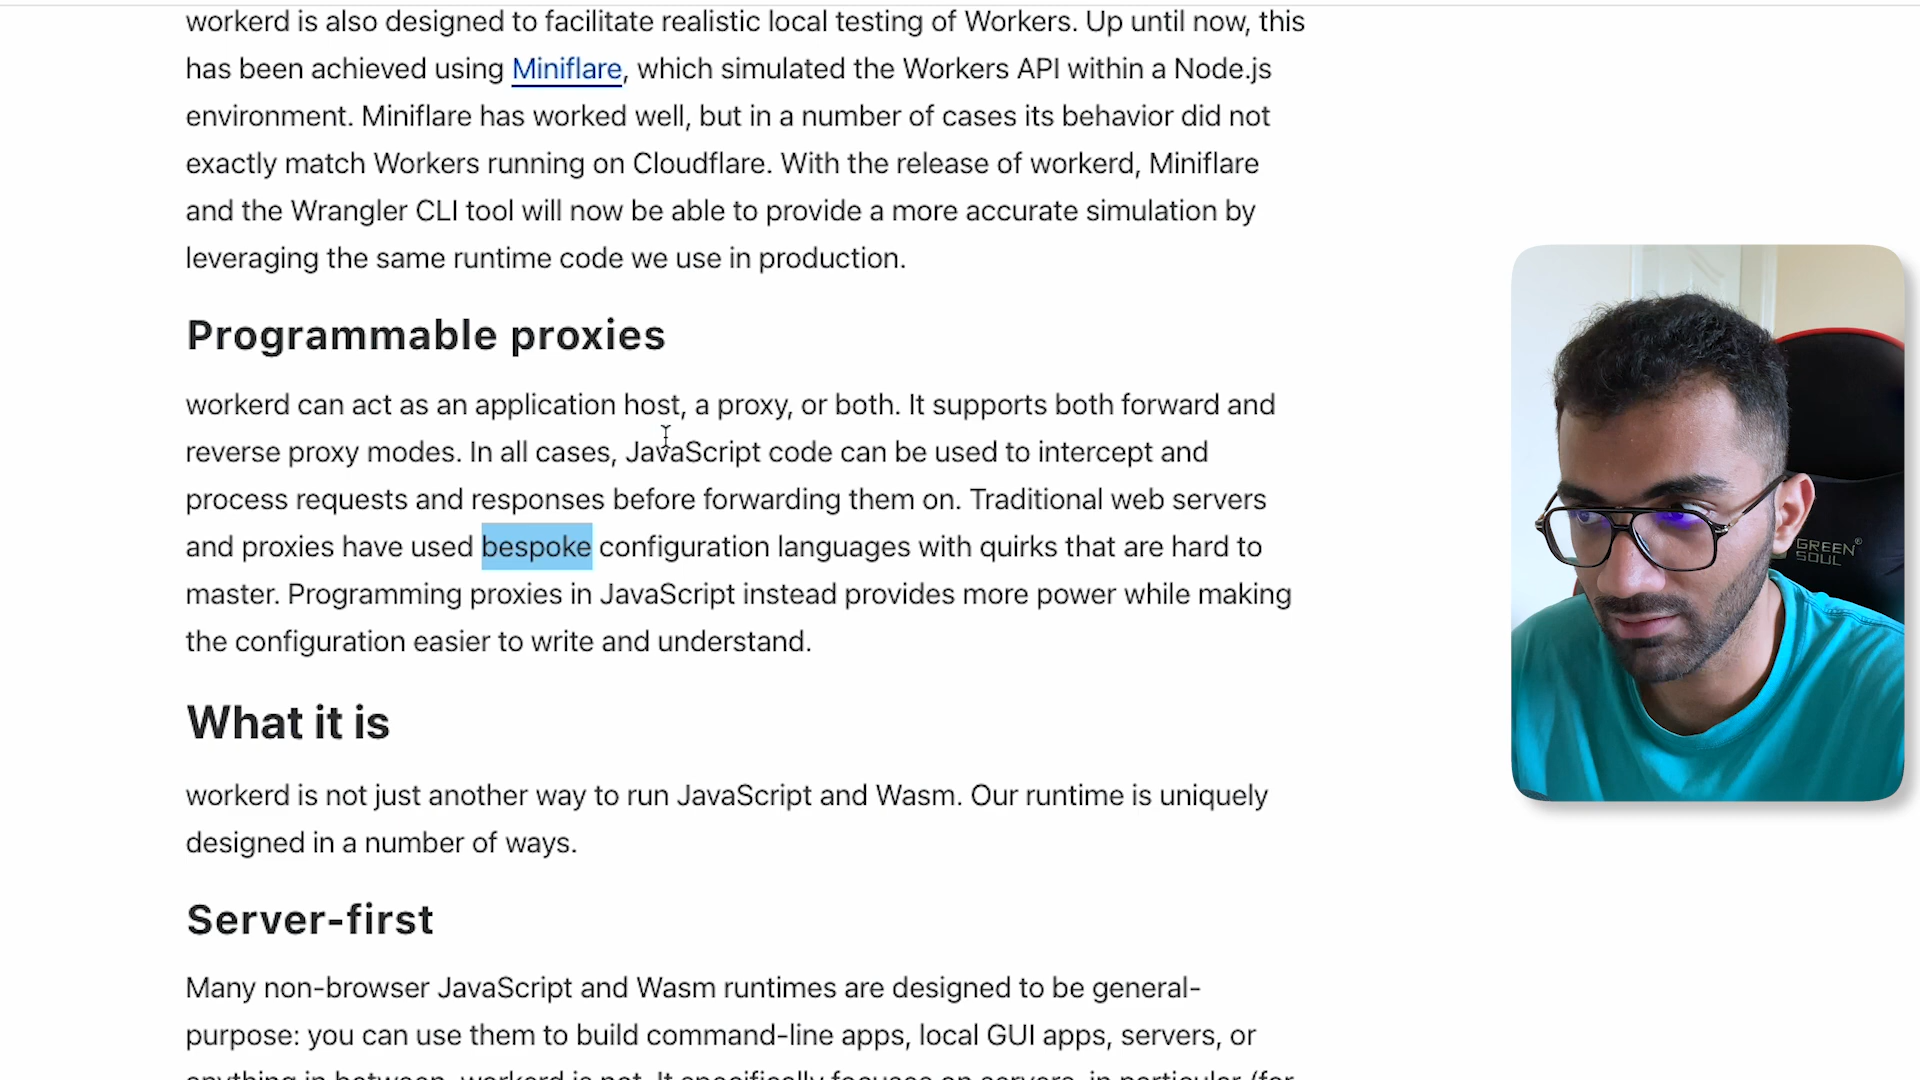 workerd is also designed to facilitate realistic local testing of Workers. Up until now, this
has been achieved using Miniflare, which simulated the Workers API within a Node.js
environment. Miniflare has worked well, but in a number of cases its behavior did not
exactly match Workers running on Cloudflare. With the release of workerd, Miniflare
and the Wrangler CLI tool will now be able to provide a more accurate simulation by
leveraging the same runtime code we use in production.
Programmable proxies
workerd can act as an application host, a proxy, or both. It supports both forward and
reverse proxy modes. In all cases, JavaScript code can be used to intercept and
process requests and responses before forwarding them on. Traditional web servers
and proxies have used bespoke configuration languages with quirks that are hard to
master. Programming proxies in JavaScript instead provides more power while making
the configuration easier to write and understand.
What it is
workerd is not just another way to run JavaScript and Wasm. Our runtime is uniquely
designed in a number of ways.
Server-first
Many non-browser JavaScript and Wasm runtimes are designed to be general-
purpose: you can use them to build command-line apps, local GUI apps, servers, or
anything in between. workerd is not. It specifically focuses on servers, in particular (for
GREEN
SOUL®